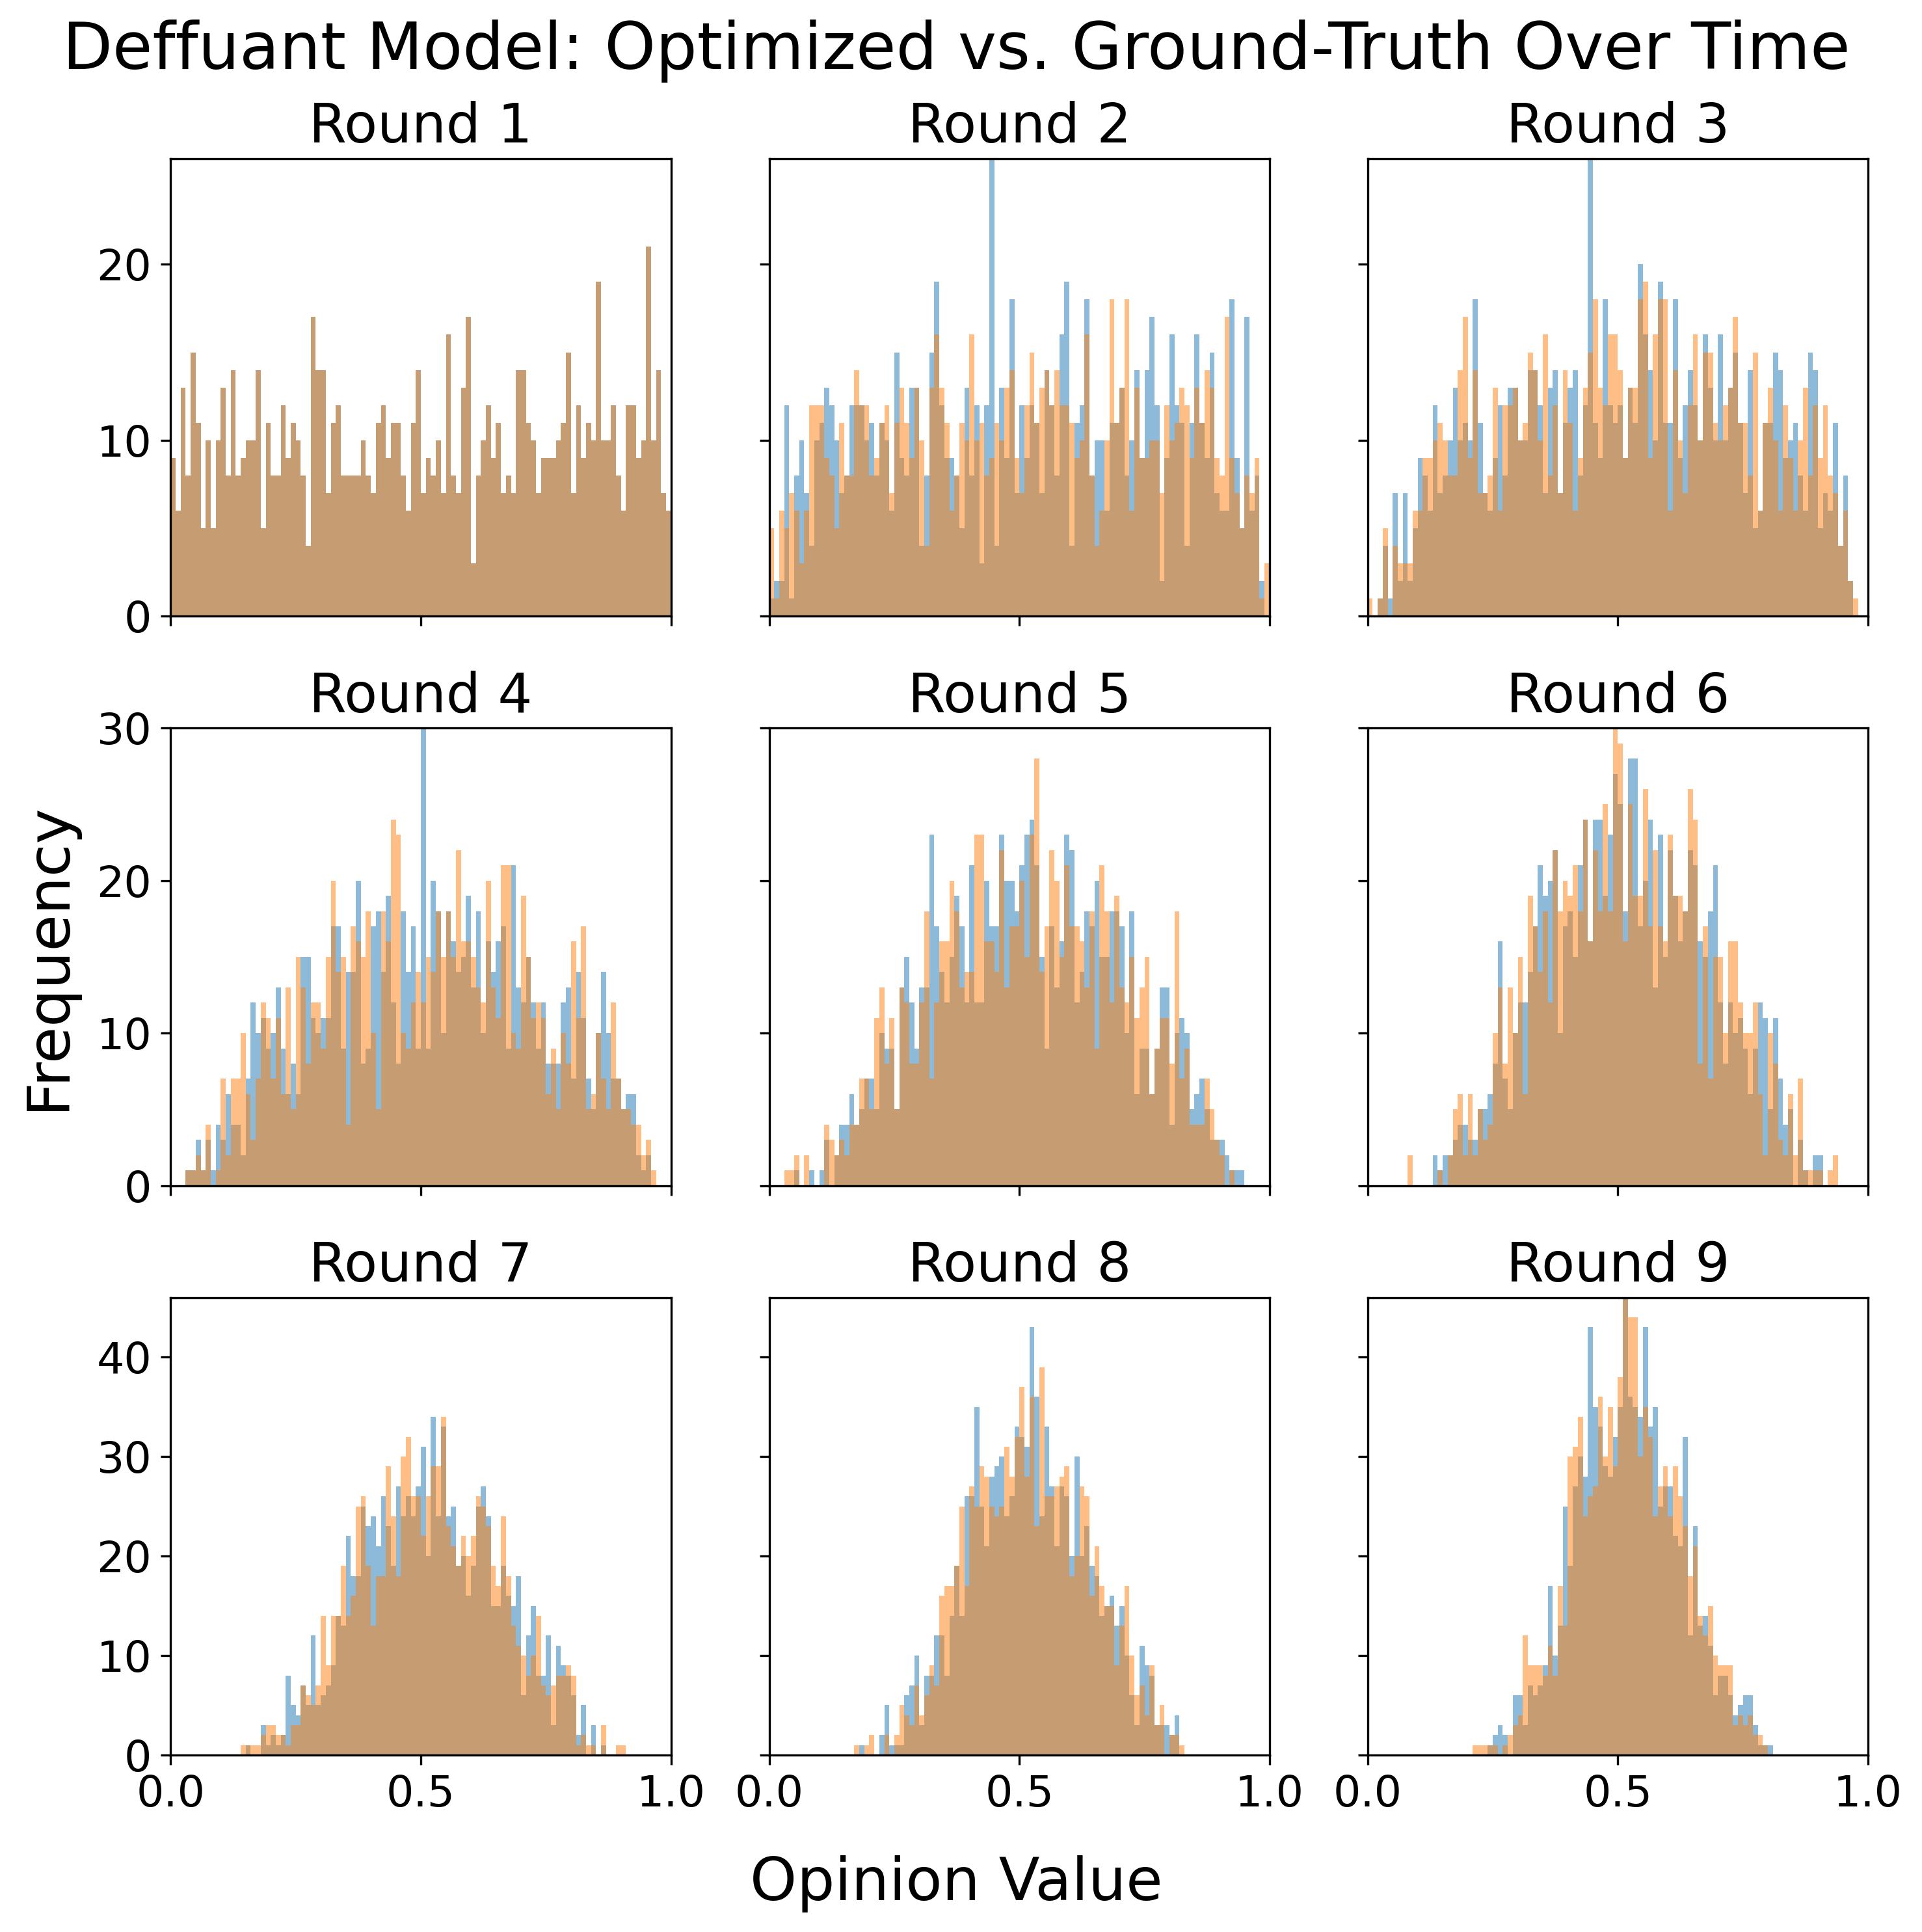 Deffuant Model: Optimized vs. Ground-Truth Over Time
Round 1
Round 2
Round 3
20
10
0
Round 4
Round 5
Round 6
30
20
10
0
Frequency
Round 7
Round 8
Round 9
40
30
20
10
0
0.0 0.5 1.0 0.0 0.5 1.0 0.0 0.5 1.0
Opinion Value